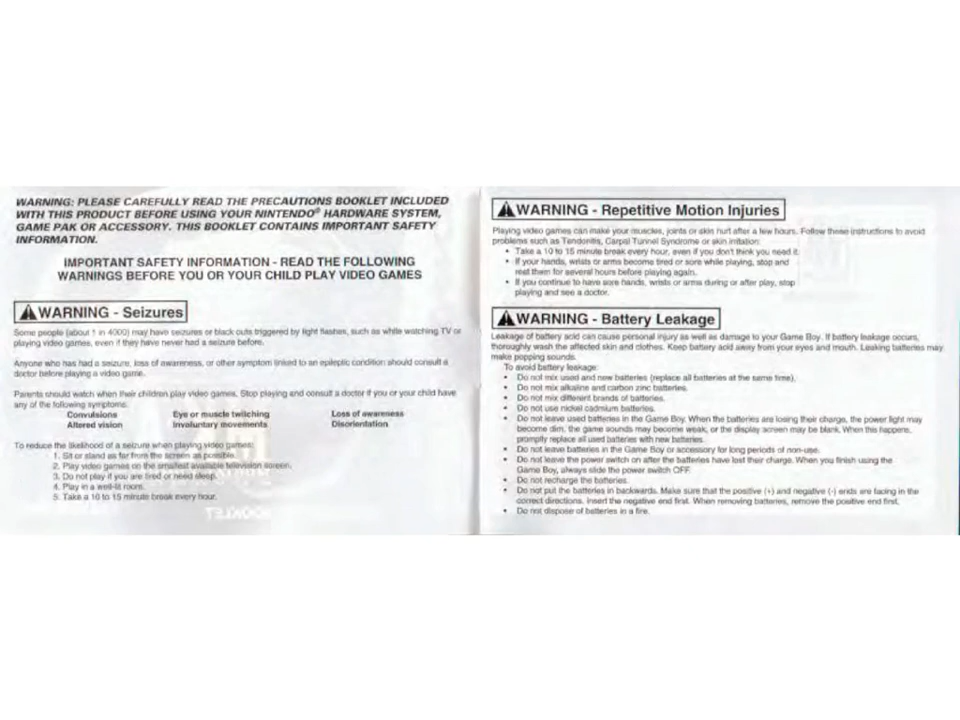 WARNING: PLEASE CAREFULLY READ THE PRECAUTIONS BOOKLET INCLUDED
WITH THIS PRODUCT BEFORE USING YOUR NINTENDO® HARDWARE SYSTEM,
GAME PAK OR ACCESSORY. THIS BOOKLET CONTAINS IMPORTANT SAFETY
INFORMATION.
IMPORTANT SAFETY INFORMATION - READ THE FOLLOWING
WARNINGS BEFORE YOU OR YOUR CHILD PLAY VIDEO GAMES
WARNING - Seizures
Some people (about 1 in 4000) may have seizures or black outs triggered by light flashes, such as while watching TV or
playing video games, even if they have never had a seizure before.
Anyone who has had a seizure, loss of awareness, or other symptom linked to an epileptic condition should consult a
doctor before playing a video game.
Parents should watch when their children play video games. Stop playing and consult a doctor if you or your child have
any of the following symptoms:
Convulsions Eye or muscle twitching Loss of awareness
Altered vision Involuntary movements Disorientation
To reduce the likelihood of a seizure when playing video games:
1. Sit or stand as far from the screen as possible.
2. Play video games on the smallest available television screen.
3. Do not play if you are tired or need sleep.
4. Play in a well-lit room.
5. Take a 10 to 15 minute break every hour.
WARNING - Repetitive Motion Injuries
Playing video games can make your muscles, joints or skin hurt after a few hours. Follow these instructions to avoid
problems such as Tendonitis, Carpal Tunnel Syndrome or skin irritation:
• Take a 10 to 15 minute break every hour, even if you don't think you need it.
• If your hands, wrists or arms become tired or sore while playing, stop and
rest them for several hours before playing again.
• If you continue to have sore hands, wrists or arms during or after play, stop
playing and see a doctor.
WARNING - Battery Leakage
Leakage of battery acid can cause personal injury as well as damage to your Game Boy. If battery leakage occurs,
thoroughly wash the affected skin and clothes. Keep battery acid away from your eyes and mouth. Leaking batteries may
make popping sounds.
To avoid battery leakage:
• Do not mix used and new batteries (replace all batteries at the same time).
• Do not mix alkaline and carbon zinc batteries.
• Do not mix different brands of batteries.
• Do not use nickel cadmium batteries.
• Do not leave used batteries in the Game Boy. When the batteries are losing their charge, the power light may
become dim, the game sounds may become weak, or the display screen may be blank. When this happens,
promptly replace all used batteries with new batteries.
• Do not leave batteries in the Game Boy or accessory for long periods of non-use.
• Do not leave the power switch on after the batteries have lost their charge. When you finish using the
Game Boy, always slide the power switch OFF.
• Do not recharge the batteries.
• Do not put the batteries in backwards. Make sure that the positive (+) and negative (-) ends are facing in the
correct directions. Insert the negative end first. When removing batteries, remove the positive end first.
• Do not dispose of batteries in a fire.